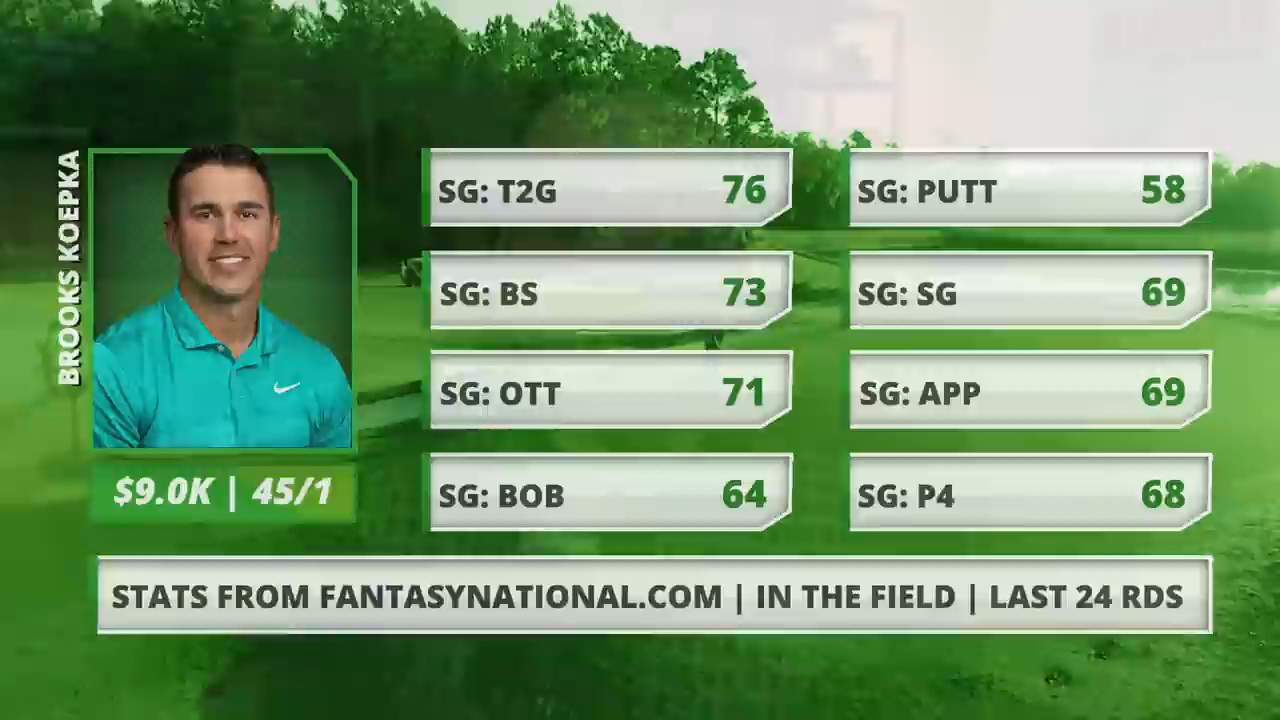 BROOKS KOEPKA
$9.0K | 45/1
SG: T2G 76
SG: BS 73
SG: OTT 71
SG: BOB 64
SG: PUTT 58
SG: SG 69
SG: APP 69
SG: P4 68
STATS FROM FANTASYNATIONAL.COM | IN THE FIELD | LAST 24 RDS